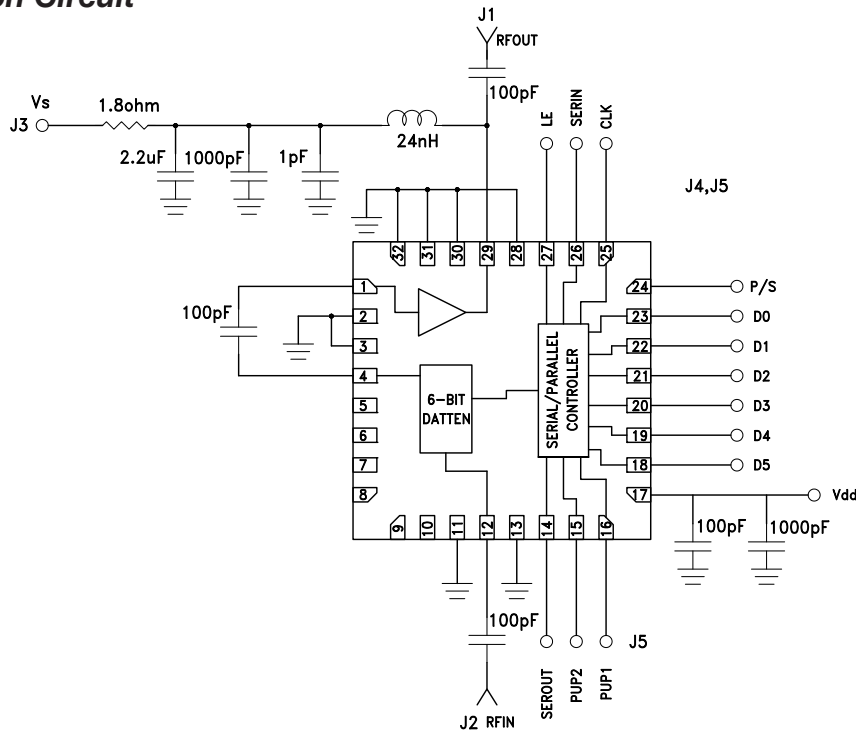 on Circuit
J1
RFOUT
100pF
Vs
J3
1.8ohm
24nH
2.2uF
1000pF
1pF
LE
SERIN
CLK
J4,J5
32
31
30
29
28
27
26
25
1
2
3
4
5
6
7
8
100pF
6-BIT
DATTEN
SERIAL/PARALLEL
CONTROLLER
24
P/S
23
D0
22
D1
21
D2
20
D3
19
D4
18
D5
17
Vdd
100pF
1000pF
9
10
11
12
13
14
15
16
100pF
J5
SEROUT
PUP2
PUP1
J2 RFIN